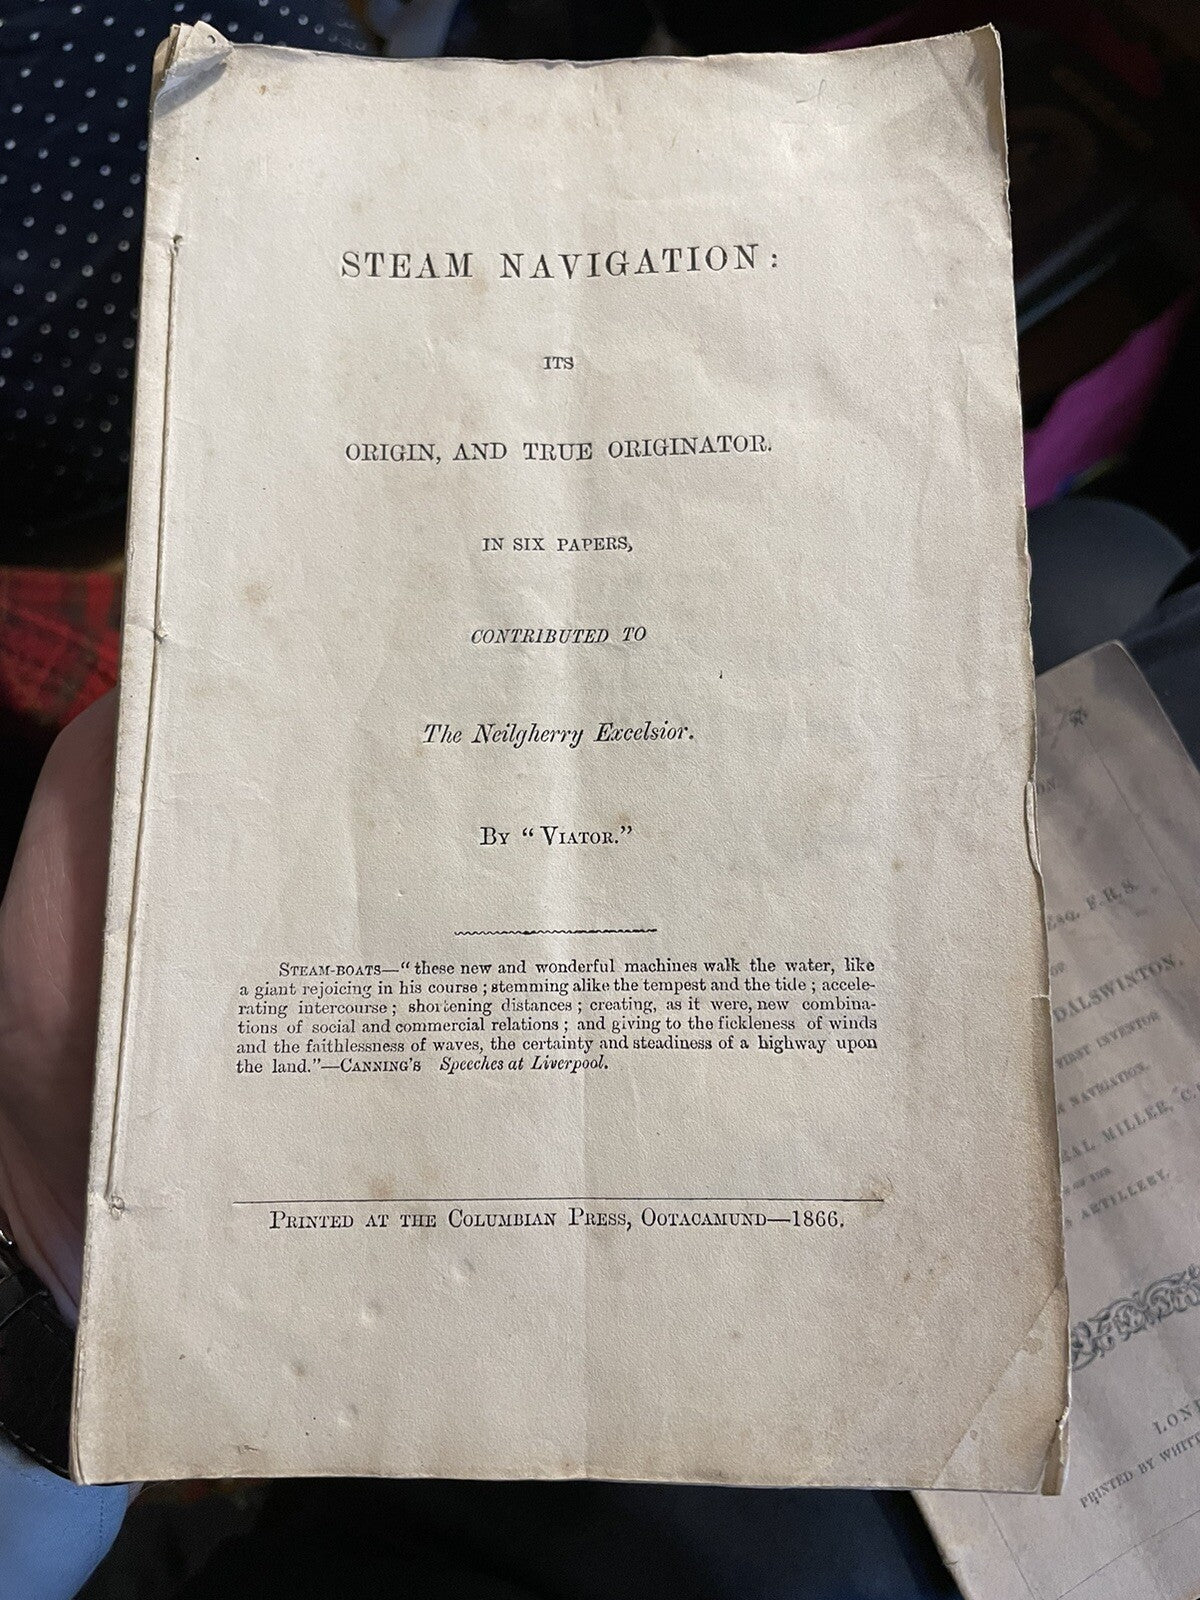 STEAM NAVIGATION:
ITS
ORIGIN, AND TRUE ORIGINATOR.
IN SIX PAPERS,
CONTRIBUTED TO
The Neilgherry Excelsior.
BY "VIATOR."
STEAM-BOATS—"these new and wonderful machines walk the water, like
a giant rejoicing in his course; stemming alike the tempest and the tide; accele-
rating intercourse; shortening distances; creating, as it were, new combina-
tions of social and commercial relations; and giving to the fickleness of winds
and the faithlessness of waves, the certainty and steadiness of a highway upon
the land."—CANNING'S Speeches at Liverpool.
PRINTED AT THE COLUMBIAN PRESS, OOTACAMUND—1866.
ESQ. F.R.S.
OF
DALSWINTON,
FIRST INVENTOR
NAVIGATION.
MILLER,
ARTILLERY.
PRINTED BY